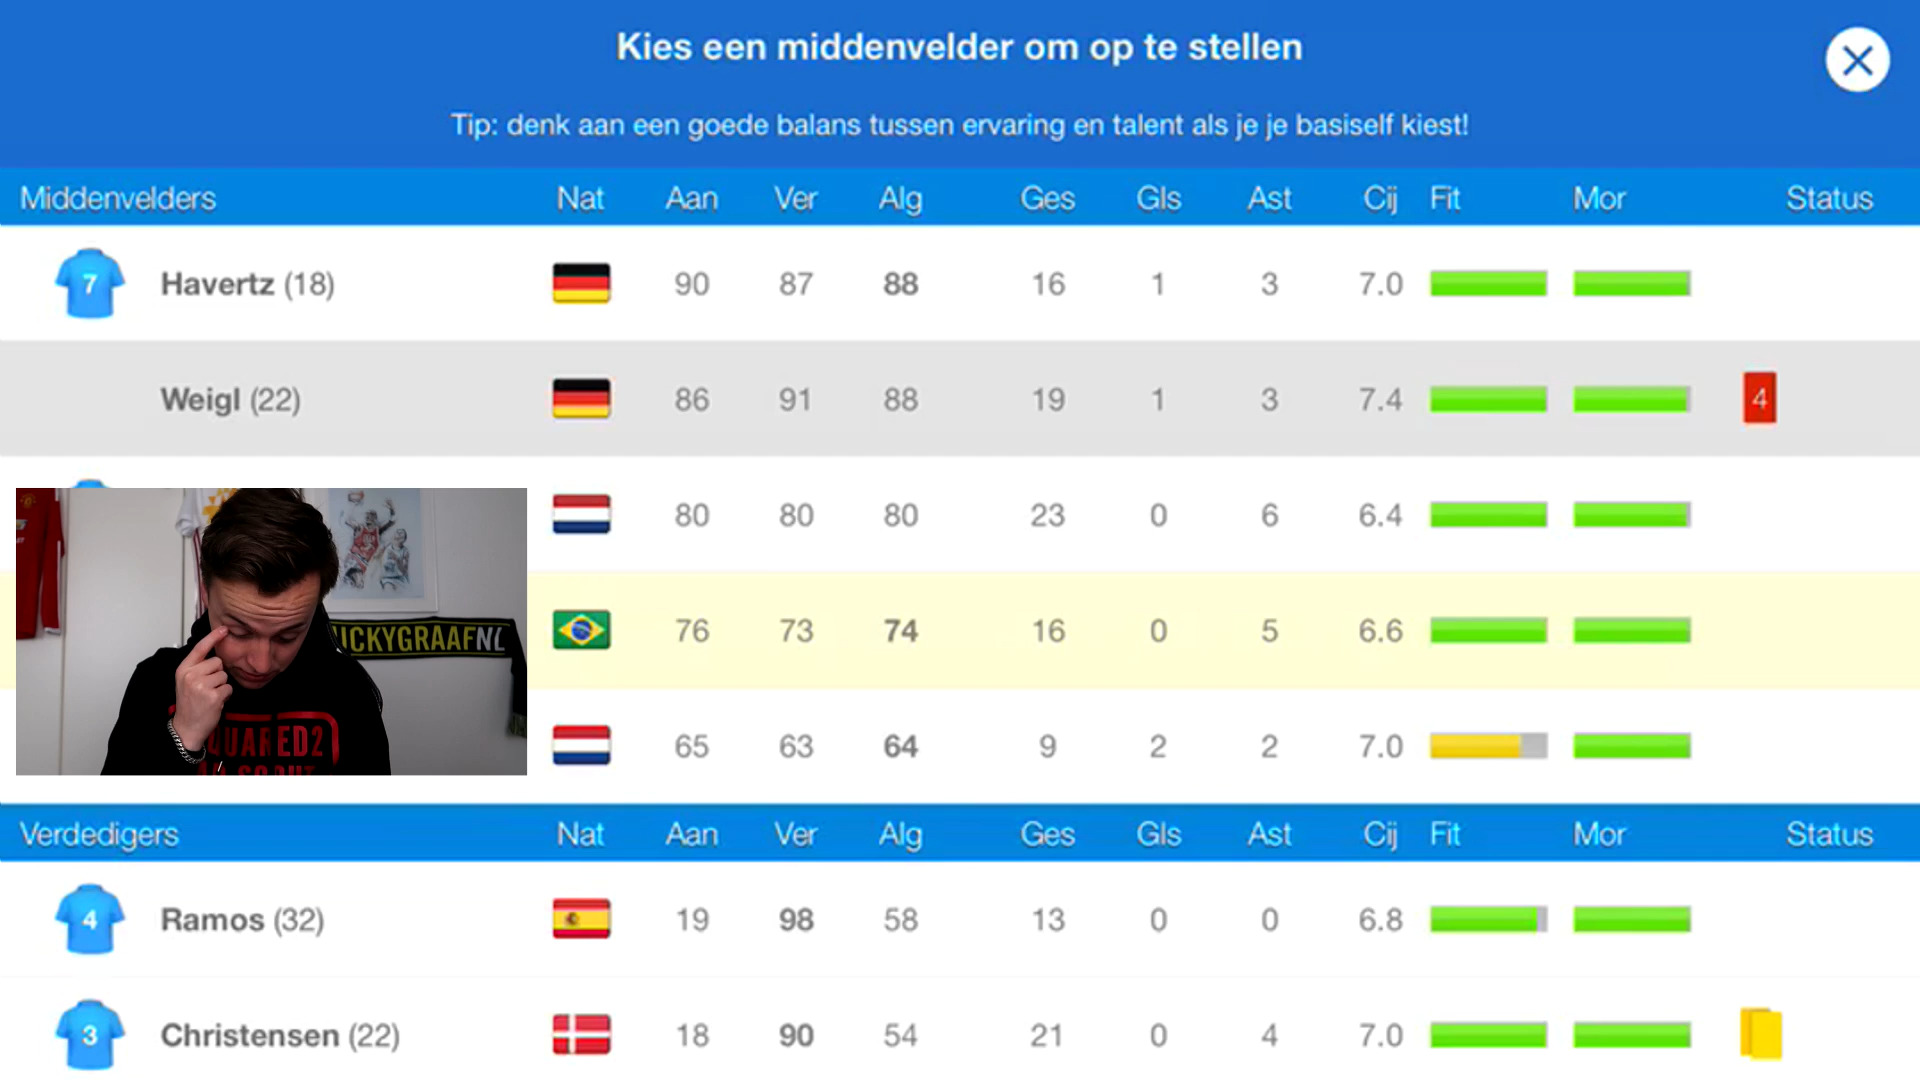 Kies een middenvelder om op te stellen
Tip: denk aan een goede balans tussen ervaring en talent als je je basiself kiest!
Middenvelders Nat Aan Ver Alg Ges Gls Ast Cij Fit Mor Status
7 Havertz (18) 90 87 88 16 1 3 7.0
Weigl (22) 86 91 88 19 1 3 7.4 4
80 80 80 23 0 6 6.4
76 73 74 16 0 5 6.6
ICKYGRAAFNL
65 63 64 9 2 2 7.0
QUARED2
Verdedigers Nat Aan Ver Alg Ges Gls Ast Cij Fit Mor Status
4 Ramos (32) 19 98 58 13 0 0 6.8
3 Christensen (22) 18 90 54 21 0 4 7.0